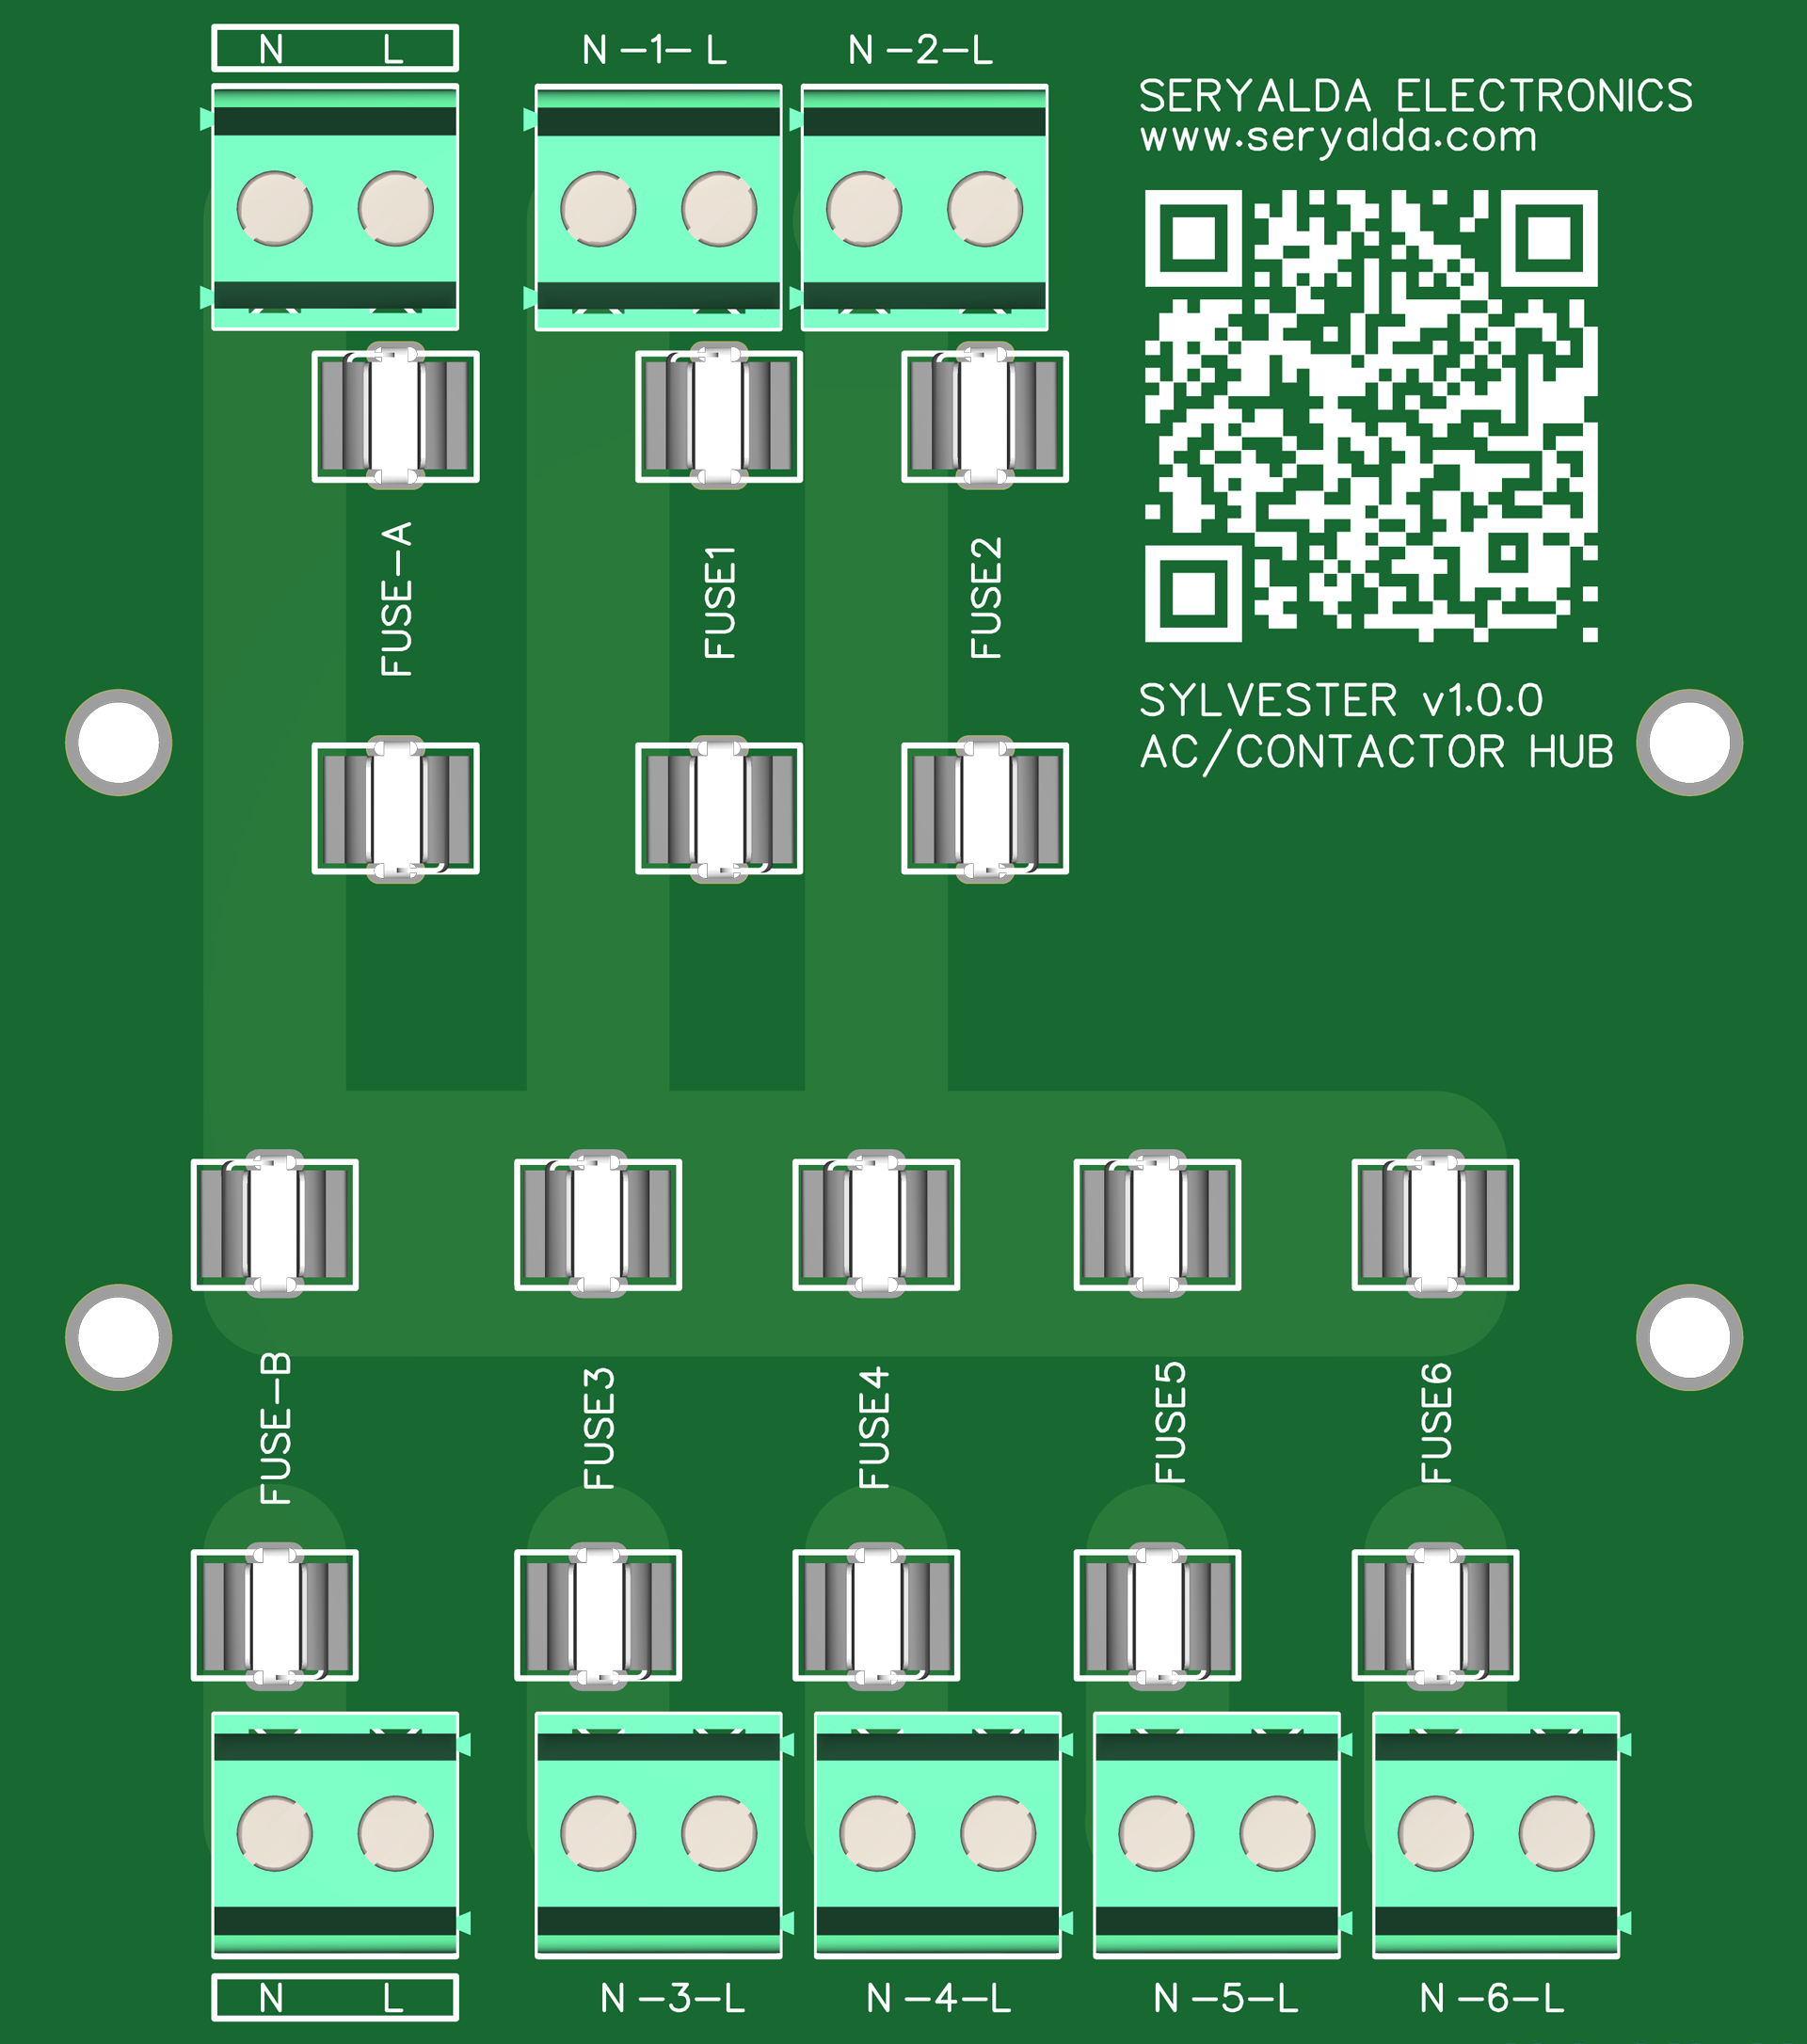 N L
N-1-L
N-2-L
SERYALDA ELECTRONICS
www.seryalda.com
FUSE-A
FUSE1
FUSE2
SYLVESTER v1.0.0
AC/CONTACTOR HUB
FUSE-B
FUSE3
FUSE4
FUSE5
FUSE6
N L
N-3-L
N-4-L
N-5-L
N-6-L